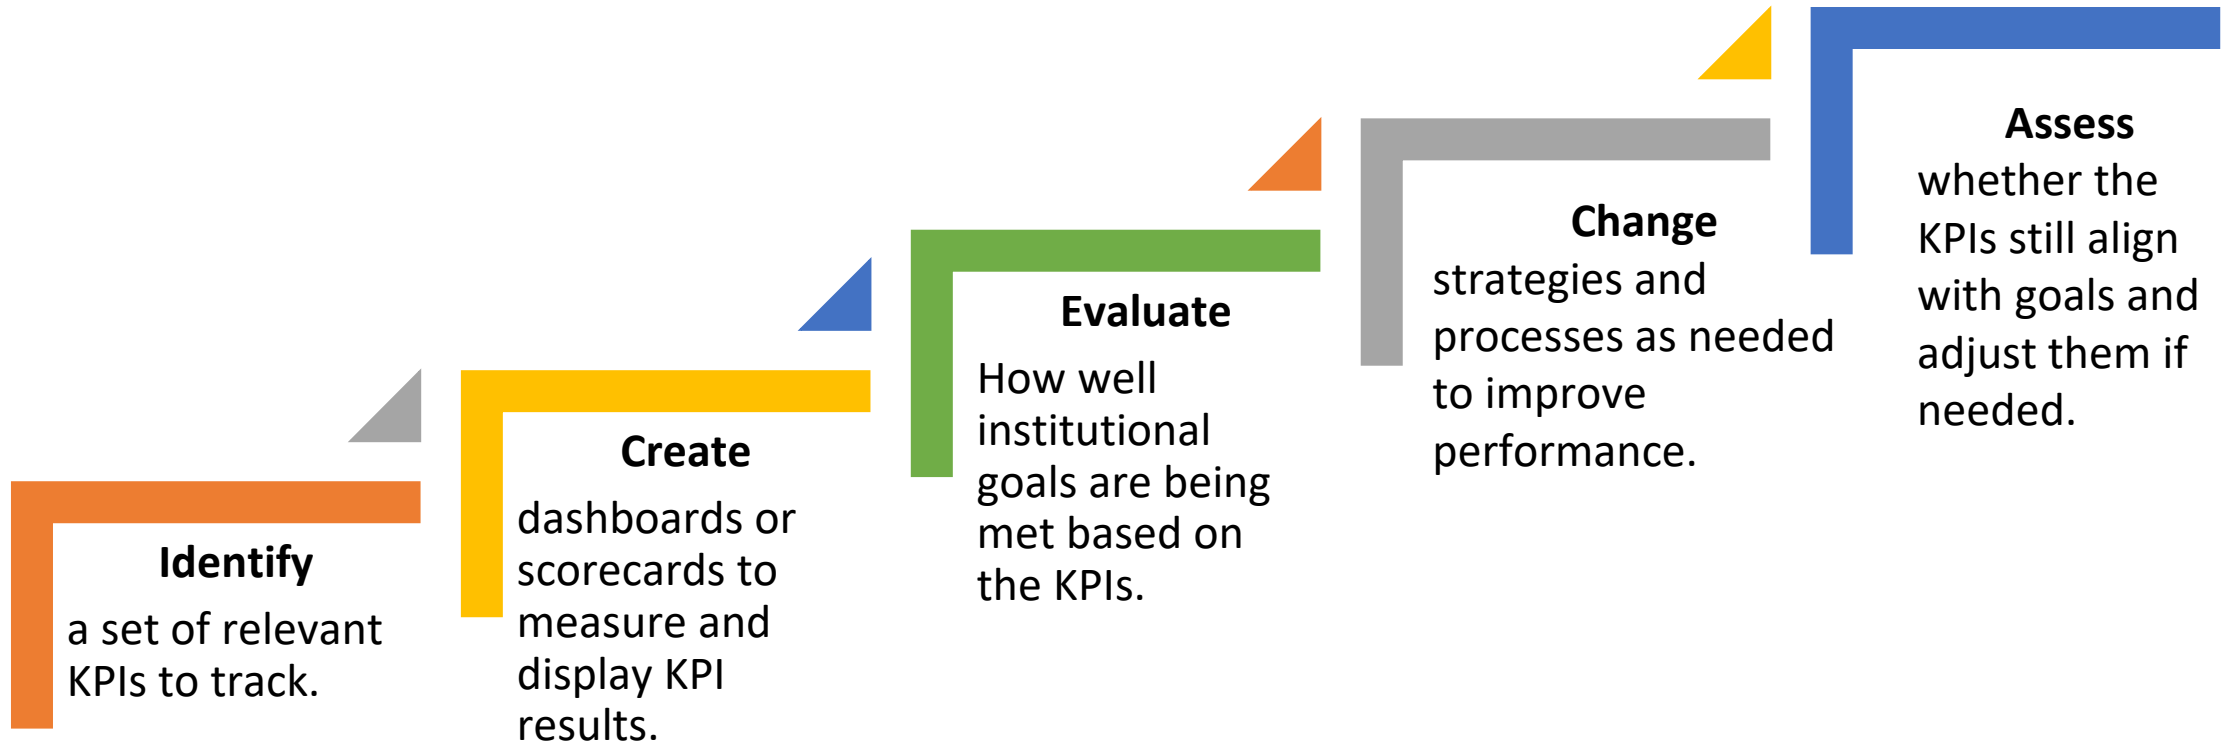 Identify
a set of relevant
KPIs to track.
Create
dashboards or
scorecards to
measure and
display KPI
results.
Evaluate
How well
institutional
goals are being
met based on
the KPIs.
Change
strategies and
processes as needed
to improve
performance.
Assess
whether the
KPIs still align
with goals and
adjust them if
needed.